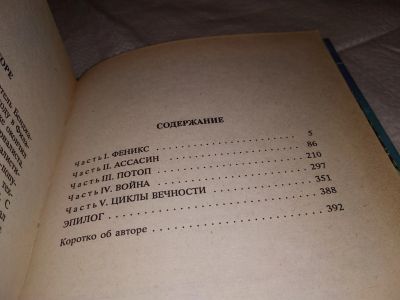 ОРЕ
СОДЕРЖАНИЕ
Часть I. ФЕНИКС 5
Часть II. АССАСИН 86
Часть III. ПОТОП 210
Часть IV. ВОЙНА 297
Часть V. ЦИКЛЫ ВЕЧНОСТИ 351
ЭПИЛОГ 388
Коротко об авторе 392